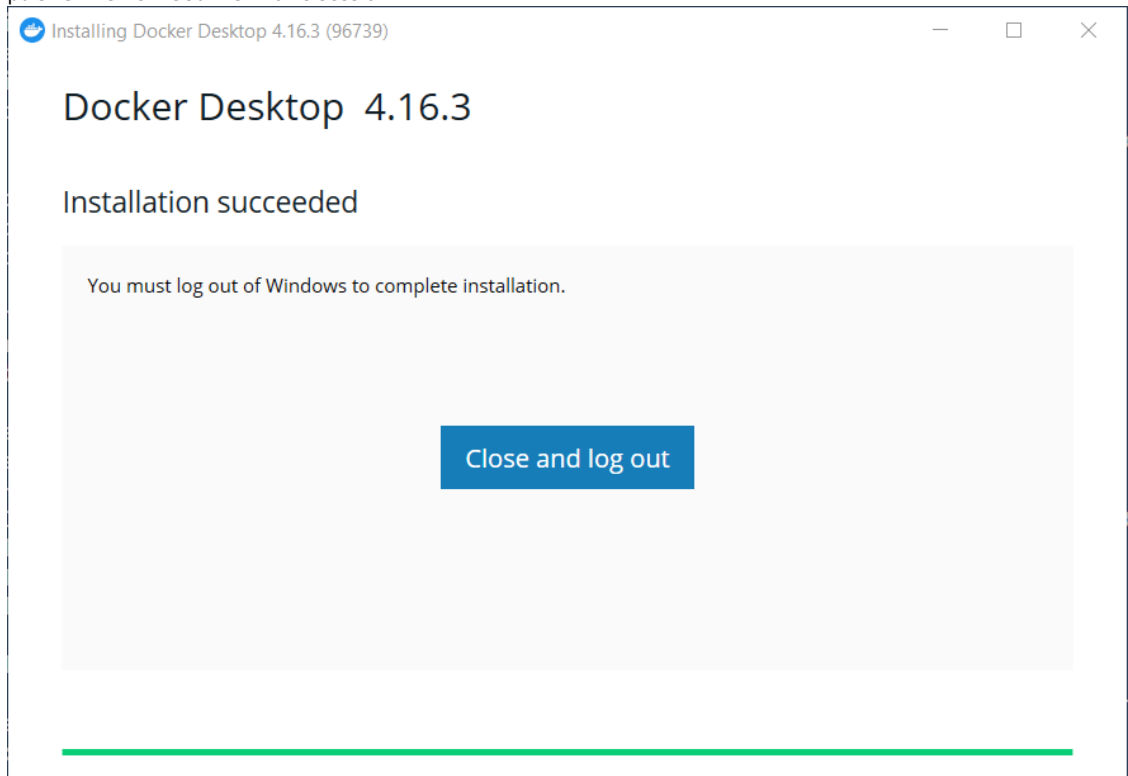 Installing Docker Desktop 4.16.3 (96739)
Docker Desktop 4.16.3
Installation succeeded
You must log out of Windows to complete installation.
Close and log out